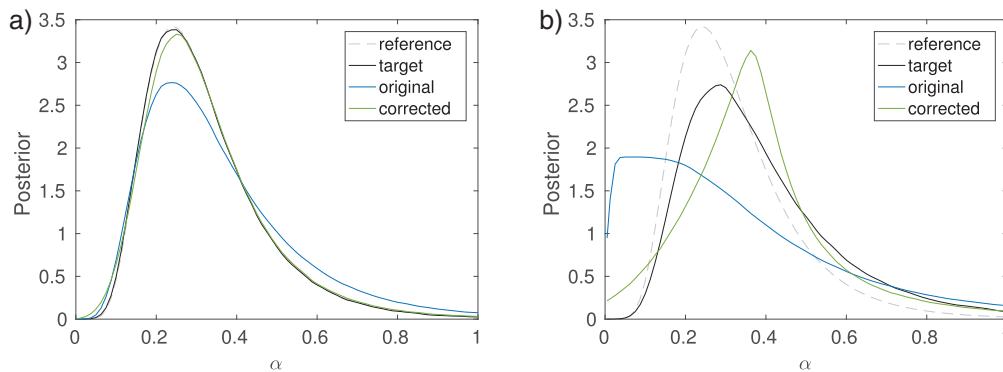 a)
3.5
3
2.5
2
1.5
1
0.5
0
Posterior
0 0.2 0.4 0.6 0.8 1
α
reference
target
original
corrected
b)
3.5
3
2.5
2
1.5
1
0.5
0
Posterior
0 0.2 0.4 0.6 0.8
α
reference
target
original
corrected